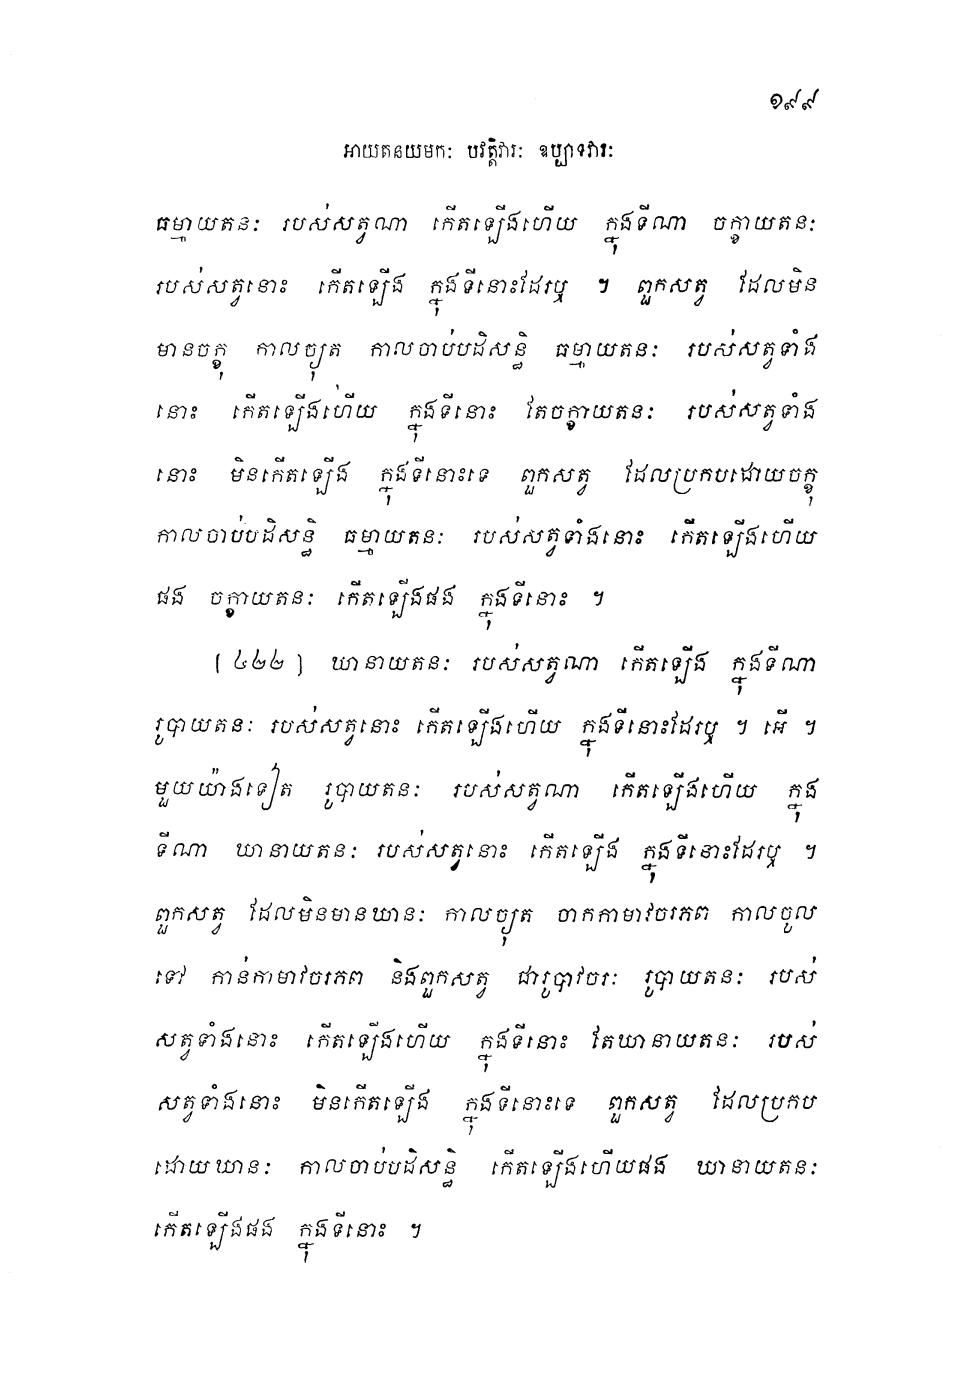 ១៩៩
អាយតនយមកៈ បវត្តិវារៈ ឧប្បាទវារៈ
ធម្មាយតនៈ របស់សត្វណា កើតឡើងហើយ ក្នុងទីណា ចក្ខាយតនៈ
របស់សត្វនោះ កើតឡើង ក្នុងទីនោះដែរឬ ។ ពួកសត្វ ដែលមិន
មានចក្ខុ កាលច្យុត កាលចាប់បដិសន្ធិ ធម្មាយតនៈ របស់សត្វទាំង
នោះ កើតឡើងហើយ ក្នុងទីនោះ តែចក្ខាយតនៈ របស់សត្វទាំង
នោះ មិនកើតឡើង ក្នុងទីនោះទេ ពួកសត្វ ដែលប្រកបដោយចក្ខុ
កាលចាប់បដិសន្ធិ ធម្មាយតនៈ របស់សត្វទាំងនោះ កើតឡើងហើយ
ផង ចក្ខាយតនៈ កើតឡើងផង ក្នុងទីនោះ ។
[៤២២] ឃានាយតនៈ របស់សត្វណា កើតឡើង ក្នុងទីណា
រូបាយតនៈ របស់សត្វនោះ កើតឡើងហើយ ក្នុងទីនោះដែរឬ ។ អើ ។
មួយយ៉ាងទៀត រូបាយតនៈ របស់សត្វណា កើតឡើងហើយ ក្នុង
ទីណា ឃានាយតនៈ របស់សត្វនោះ កើតឡើង ក្នុងទីនោះដែរឬ ។
ពួកសត្វ ដែលមិនមានឃានៈ កាលច្យុត ចាកកាមាវចរភព កាលចូល
ទៅ កាន់កាមាវចរភព និងពួកសត្វ ជារូបាវចរៈ រូបាយតនៈ របស់
សត្វទាំងនោះ កើតឡើងហើយ ក្នុងទីនោះ តែឃានាយតនៈ របស់
សត្វទាំងនោះ មិនកើតឡើង ក្នុងទីនោះទេ ពួកសត្វ ដែលប្រកប
ដោយឃានៈ កាលចាប់បដិសន្ធិ កើតឡើងហើយផង ឃានាយតនៈ
កើតឡើងផង ក្នុងទីនោះ ។